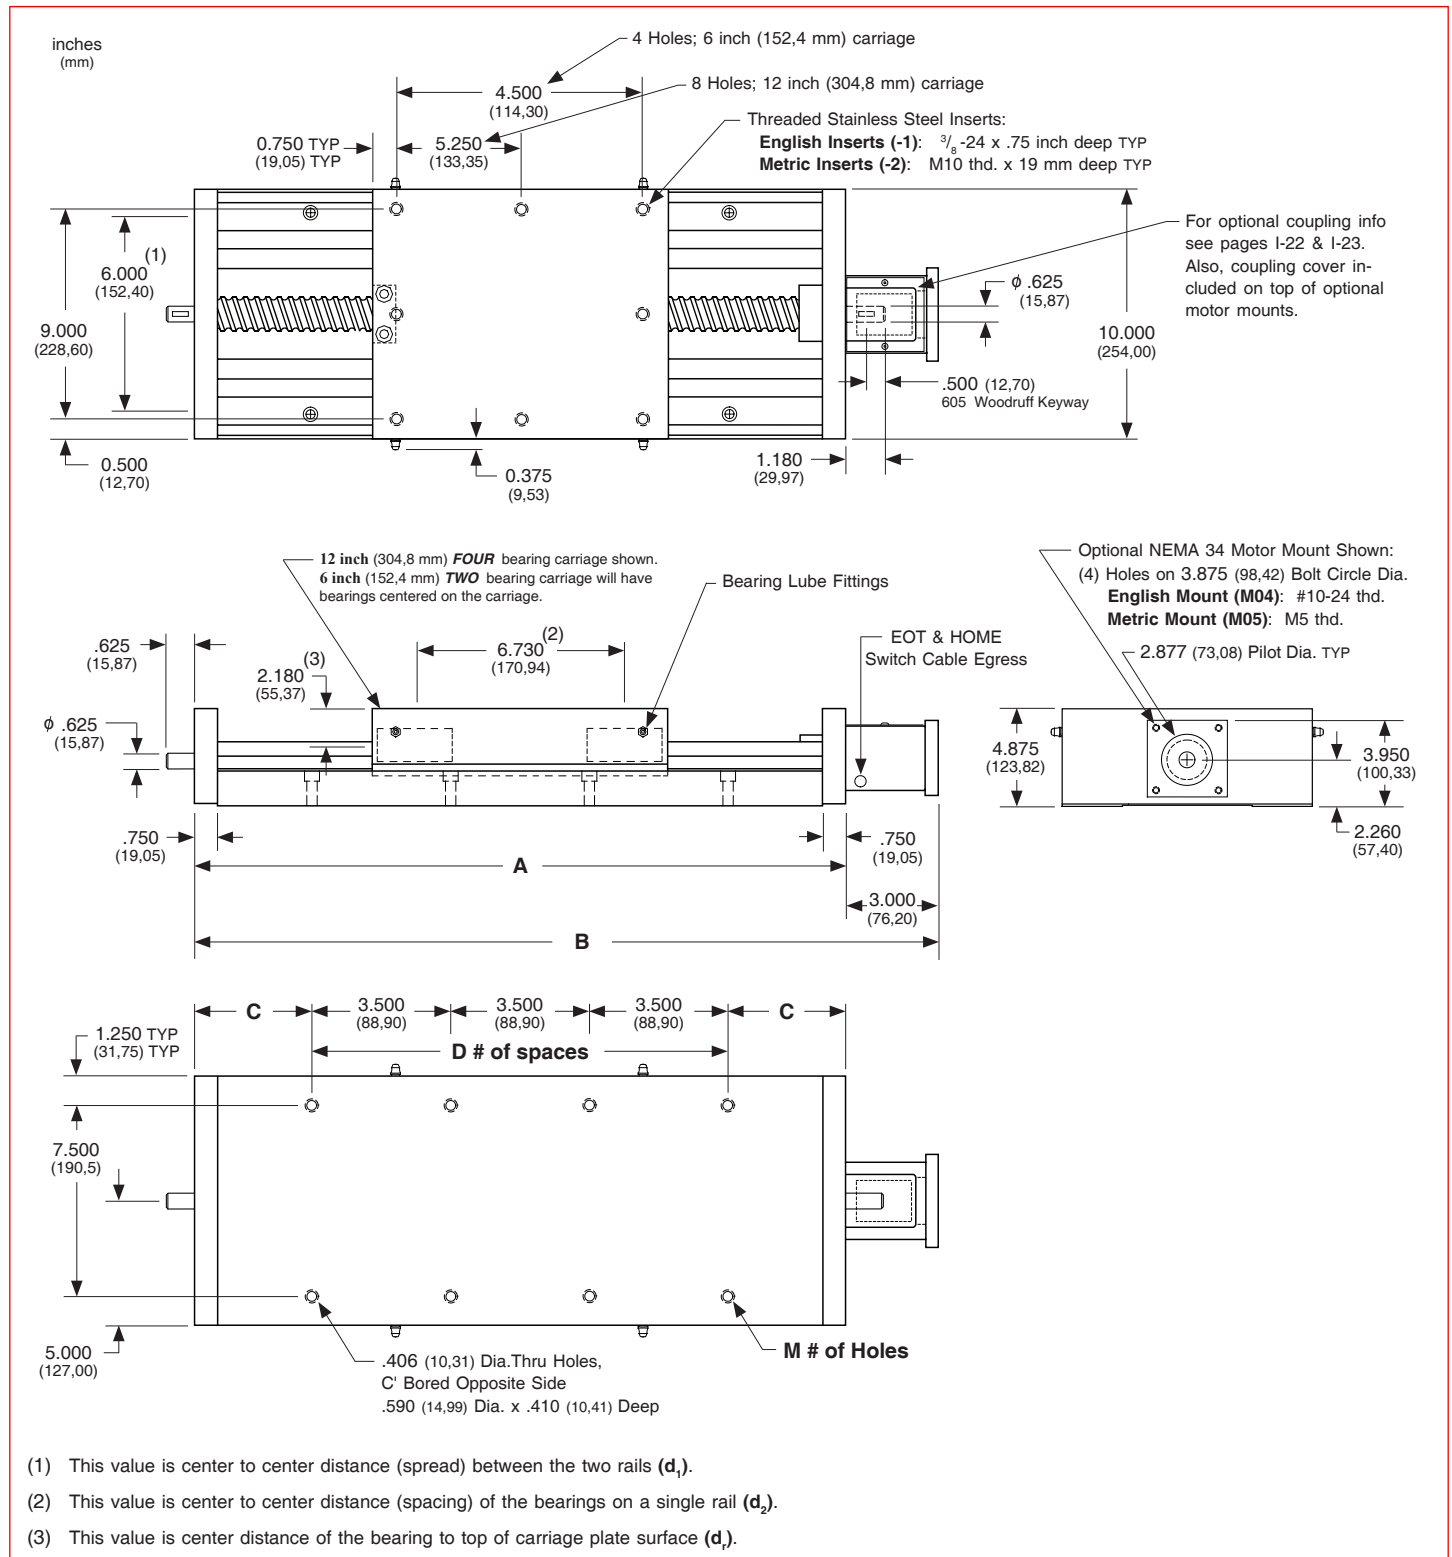 inches
(mm)
4 Holes; 6 inch (152,4 mm) carriage
4.500
(114,30)
8 Holes; 12 inch (304,8 mm) carriage
0.750 TYP
(19,05) TYP
5.250
(133,35)
Threaded Stainless Steel Inserts:
English Inserts (-1): 3/8 -24 x .75 inch deep TYP
Metric Inserts (-2): M10 thd. x 19 mm deep TYP
For optional coupling info
see pages I-22 & I-23.
Also, coupling cover in-
cluded on top of optional
motor mounts.
(1)
6.000
(152,40)
9.000
(228,60)
ϕ .625
(15,87)
10.000
(254,00)
.500 (12,70)
605 Woodruff Keyway
0.500
(12,70)
0.375
(9,53)
1.180
(29,97)
12 inch (304,8 mm) FOUR bearing carriage shown.
6 inch (152,4 mm) TWO bearing carriage will have
bearings centered on the carriage.
Bearing Lube Fittings
Optional NEMA 34 Motor Mount Shown:
(4) Holes on 3.875 (98,42) Bolt Circle Dia.
English Mount (M04): #10-24 thd.
Metric Mount (M05): M5 thd.
2.877 (73,08) Pilot Dia. TYP
.625
(15,87)
(3)
2.180
(55,37)
(2)
6.730
(170,94)
EOT & HOME
Switch Cable Egress
ϕ .625
(15,87)
4.875
(123,82)
3.950
(100,33)
2.260
(57,40)
.750
(19,05)
.750
(19,05)
A
3.000
(76,20)
B
C
3.500
(88,90)
3.500
(88,90)
3.500
(88,90)
C
1.250 TYP
(31,75) TYP
D # of spaces
7.500
(190,5)
5.000
(127,00)
M # of Holes
.406 (10,31) Dia.Thru Holes,
C' Bored Opposite Side
.590 (14,99) Dia. x .410 (10,41) Deep
(1) This value is center to center distance (spread) between the two rails (d1).
(2) This value is center to center distance (spacing) of the bearings on a single rail (d2).
(3) This value is center distance of the bearing to top of carriage plate surface (dr).